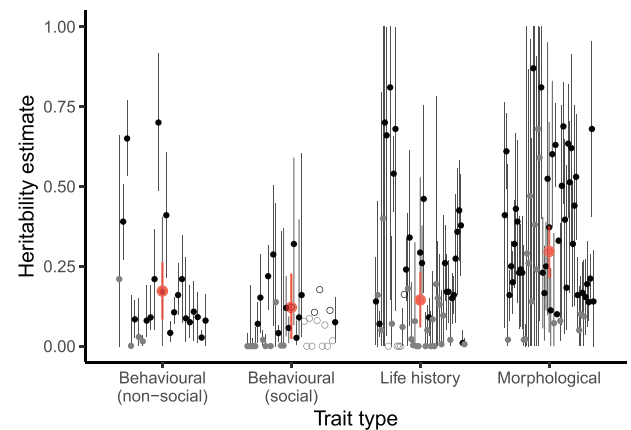 1.00
0.75
0.50
0.25
0.00
Heritability estimate
Behavioural
(non−social)
Behavioural
(social)
Life history
Morphological
Trait type